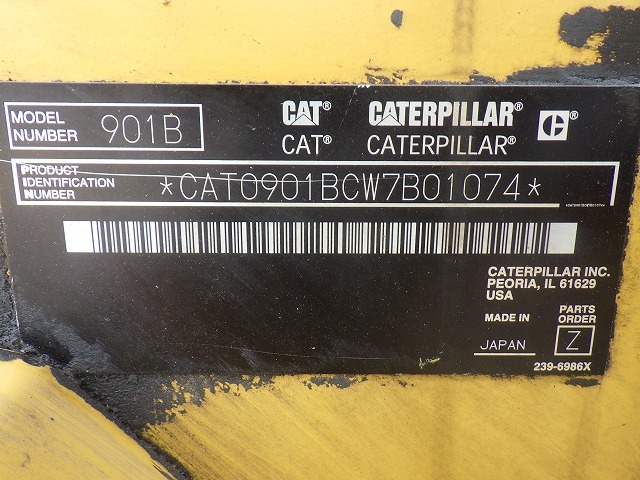 MODEL NUMBER 901B
CAT® CATERPILLAR®
CAT® CATERPILLAR®
C®
PRODUCT IDENTIFICATION NUMBER *CAT0901BCW7B01074*
CATERPILLAR INC.
PEORIA, IL 61629
USA
MADE IN
JAPAN
PARTS
ORDER
Z
239-6986X